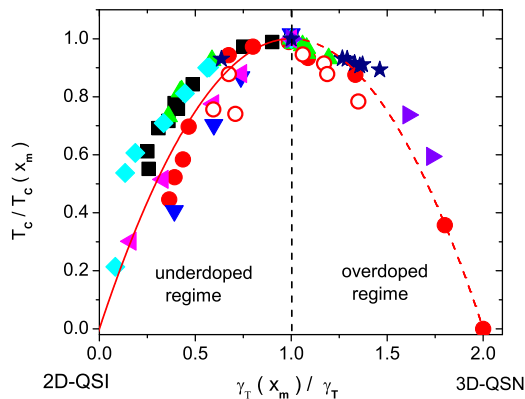 T_C / T_C ( x_m )
1.0
0.8
0.6
0.4
0.2
0.0
underdoped
regime
overdoped
regime
0.0 0.5 1.0 1.5 2.0
2D-QSI γ_T ( x_m ) / γ_T 3D-QSN